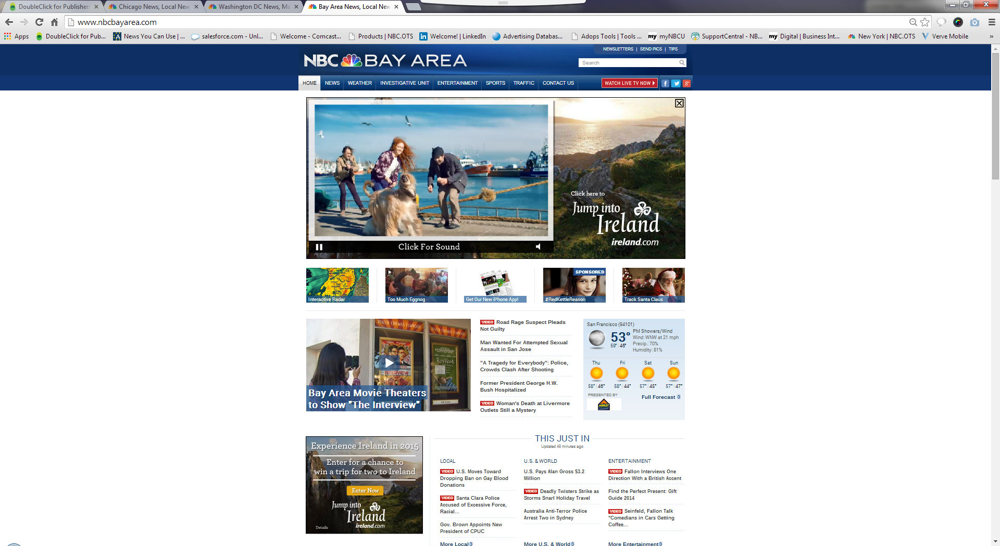 DoubleClick for Publishers
Chicago News, Local New
Washington DC News, Ma
Bay Area News, Local New
www.nbcbayarea.com
Apps
DoubleClick for Pub...
News You Can Use | ...
salesforce.com - Unl...
Welcome - Comcast...
Products | NBC.OTS
Welcome! | LinkedIn
Advertising Databas...
Adops Tools | Tools ...
my myNBCU
SupportCentral - NB...
my Digital | Business Int...
New York | NBC.OTS
Verve Mobile
»
NEWSLETTERS | SEND PICS | TIPS
NBC BAY AREA
Search
HOME NEWS WEATHER INVESTIGATIVE UNIT ENTERTAINMENT SPORTS TRAFFIC CONTACT US
WATCH LIVE TV NOW
Click here to
Jump into
Ireland
ireland.com
Click For Sound
Interactive Radar
Too Much Eggnog
Get Our New iPhone App!
SPONSORED
#RedKettleReason
Track Santa Claus
RIALTO CINEMAS ELMWOOD
RIALTO CINEMAS ELMWOOD
INTERVIEW
BOYHOOD
Bay Area Movie Theaters
to Show "The Interview"
VIDEO Road Rage Suspect Pleads
Not Guilty
Man Wanted For Attempted Sexual
Assault in San Jose
"A Tragedy for Everybody": Police,
Crowds Clash After Shooting
Former President George H.W.
Bush Hospitalized
VIDEO Woman's Death at Livermore
Outlets Still a Mystery
San Francisco (94101)
53°
59° | 46°
PM Showers/Wind
Wind: WNW at 21 mph
Precip.: 70%
Humidity: 81%
Thu Fri Sat Sun
58° | 46° 58° | 44° 57° | 45° 57° | 47°
PRESENTED BY
ASHLEY
Full Forecast
Experience Ireland in 2015
Enter for a chance to
win a trip for two to Ireland
Enter Now
Jump into
Ireland
ireland.com
Details
THIS JUST IN
Updated 48 minutes ago
LOCAL
VIDEO U.S. Moves Toward
Dropping Ban on Gay Blood
Donations
VIDEO Santa Clara Police
Accused of Excessive Force,
Racial...
Gov. Brown Appoints New
President of CPUC
More Local
U.S. & WORLD
U.S. Pays Alan Gross $3.2
Million
VIDEO Deadly Twisters Strike as
Storms Snarl Holiday Travel
Australia Anti-Terror Police
Arrest Two in Sydney
More U.S. & World
ENTERTAINMENT
VIDEO Fallon Interviews One
Direction With a British Accent
Find the Perfect Present: Gift
Guide 2014
VIDEO Seinfeld, Fallon Talk
"Comedians in Cars Getting
Coffee...
More Entertainment